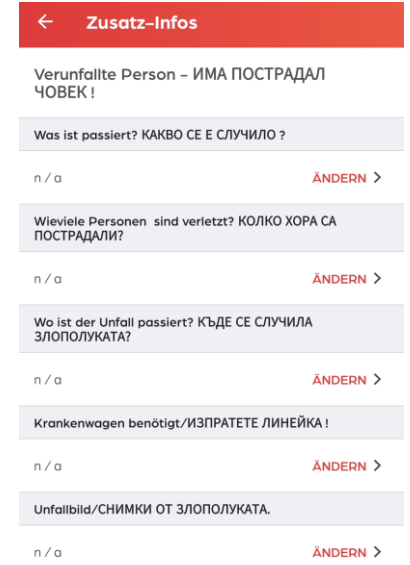 Zusatz-Infos
Verunfallte Person – ИМА ПОСТРАДАЛ
ЧОВЕК !
Was ist passiert? КАКВО СЕ Е СЛУЧИЛО ?
n / a ÄNDERN
Wieviele Personen sind verletzt? КОЛКО ХОРА СА
ПОСТРАДАЛИ?
n / a ÄNDERN
Wo ist der Unfall passiert? КЪДЕ СЕ СЛУЧИЛА
ЗЛОПОЛУКАТА?
n / a ÄNDERN
Krankenwagen benötigt/ИЗПРАТЕТЕ ЛИНЕЙКА !
n / a ÄNDERN
Unfallbild/СНИМКИ ОТ ЗЛОПОЛУКАТА.
n / a ÄNDERN